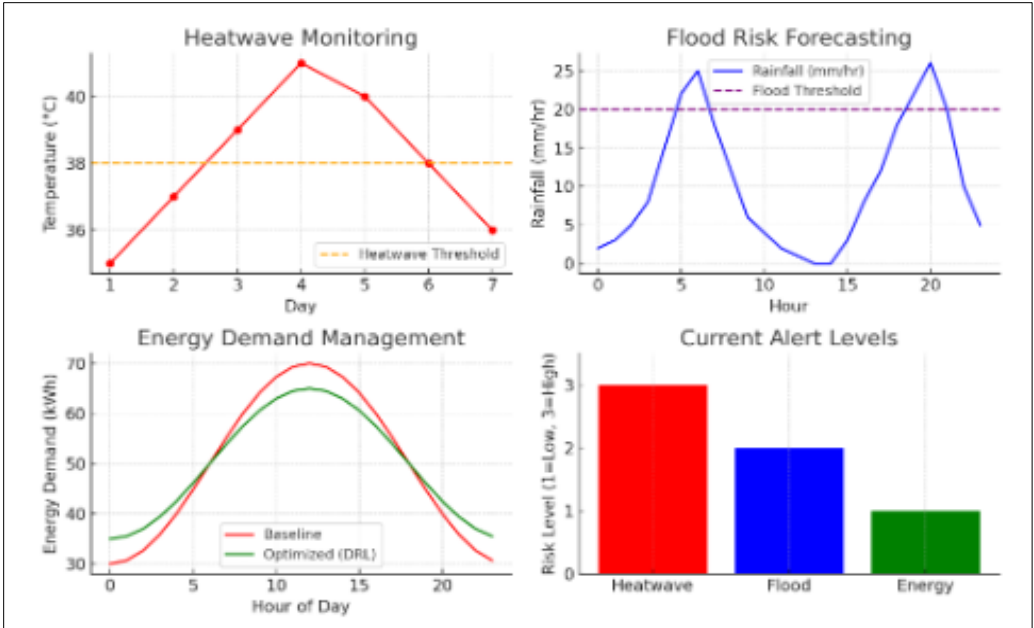 Heatwave Monitoring
Temperature (°C)
40
38
36
Heatwave Threshold
1 2 3 4 5 6 7
Day
Flood Risk Forecasting
Rainfall (mm/hr)
25
20
15
10
5
0
Rainfall (mm/hr)
Flood Threshold
0 5 10 15 20
Hour
Energy Demand Management
Energy Demand (kWh)
70
60
50
40
30
Baseline
Optimized (DRL)
0 5 10 15 20
Hour of Day
Current Alert Levels
Risk Level (1=Low, 3=High)
3
2
1
0
Heatwave Flood Energy